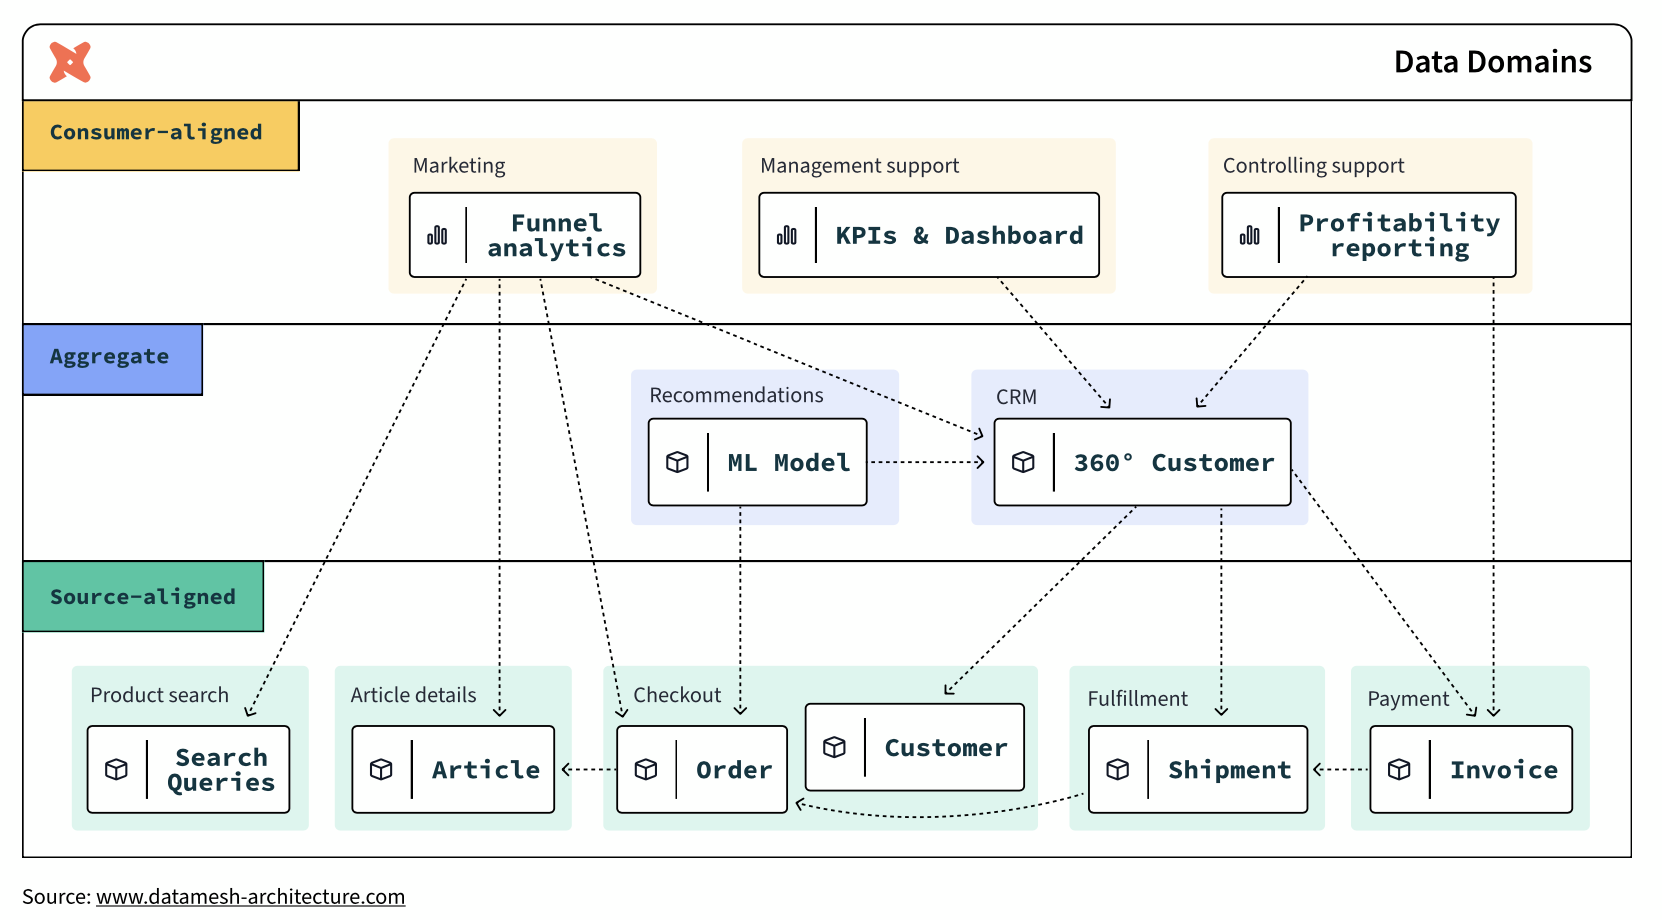 Data Domains
Consumer-aligned
Marketing
Funnel
analytics
Management support
KPIs & Dashboard
Controlling support
Profitability
reporting
Aggregate
Recommendations
ML Model
CRM
360° Customer
Source-aligned
Product search
Search
Queries
Article details
Article
Checkout
Order
Customer
Fulfillment
Shipment
Payment
Invoice
Source: www.datamesh-architecture.com